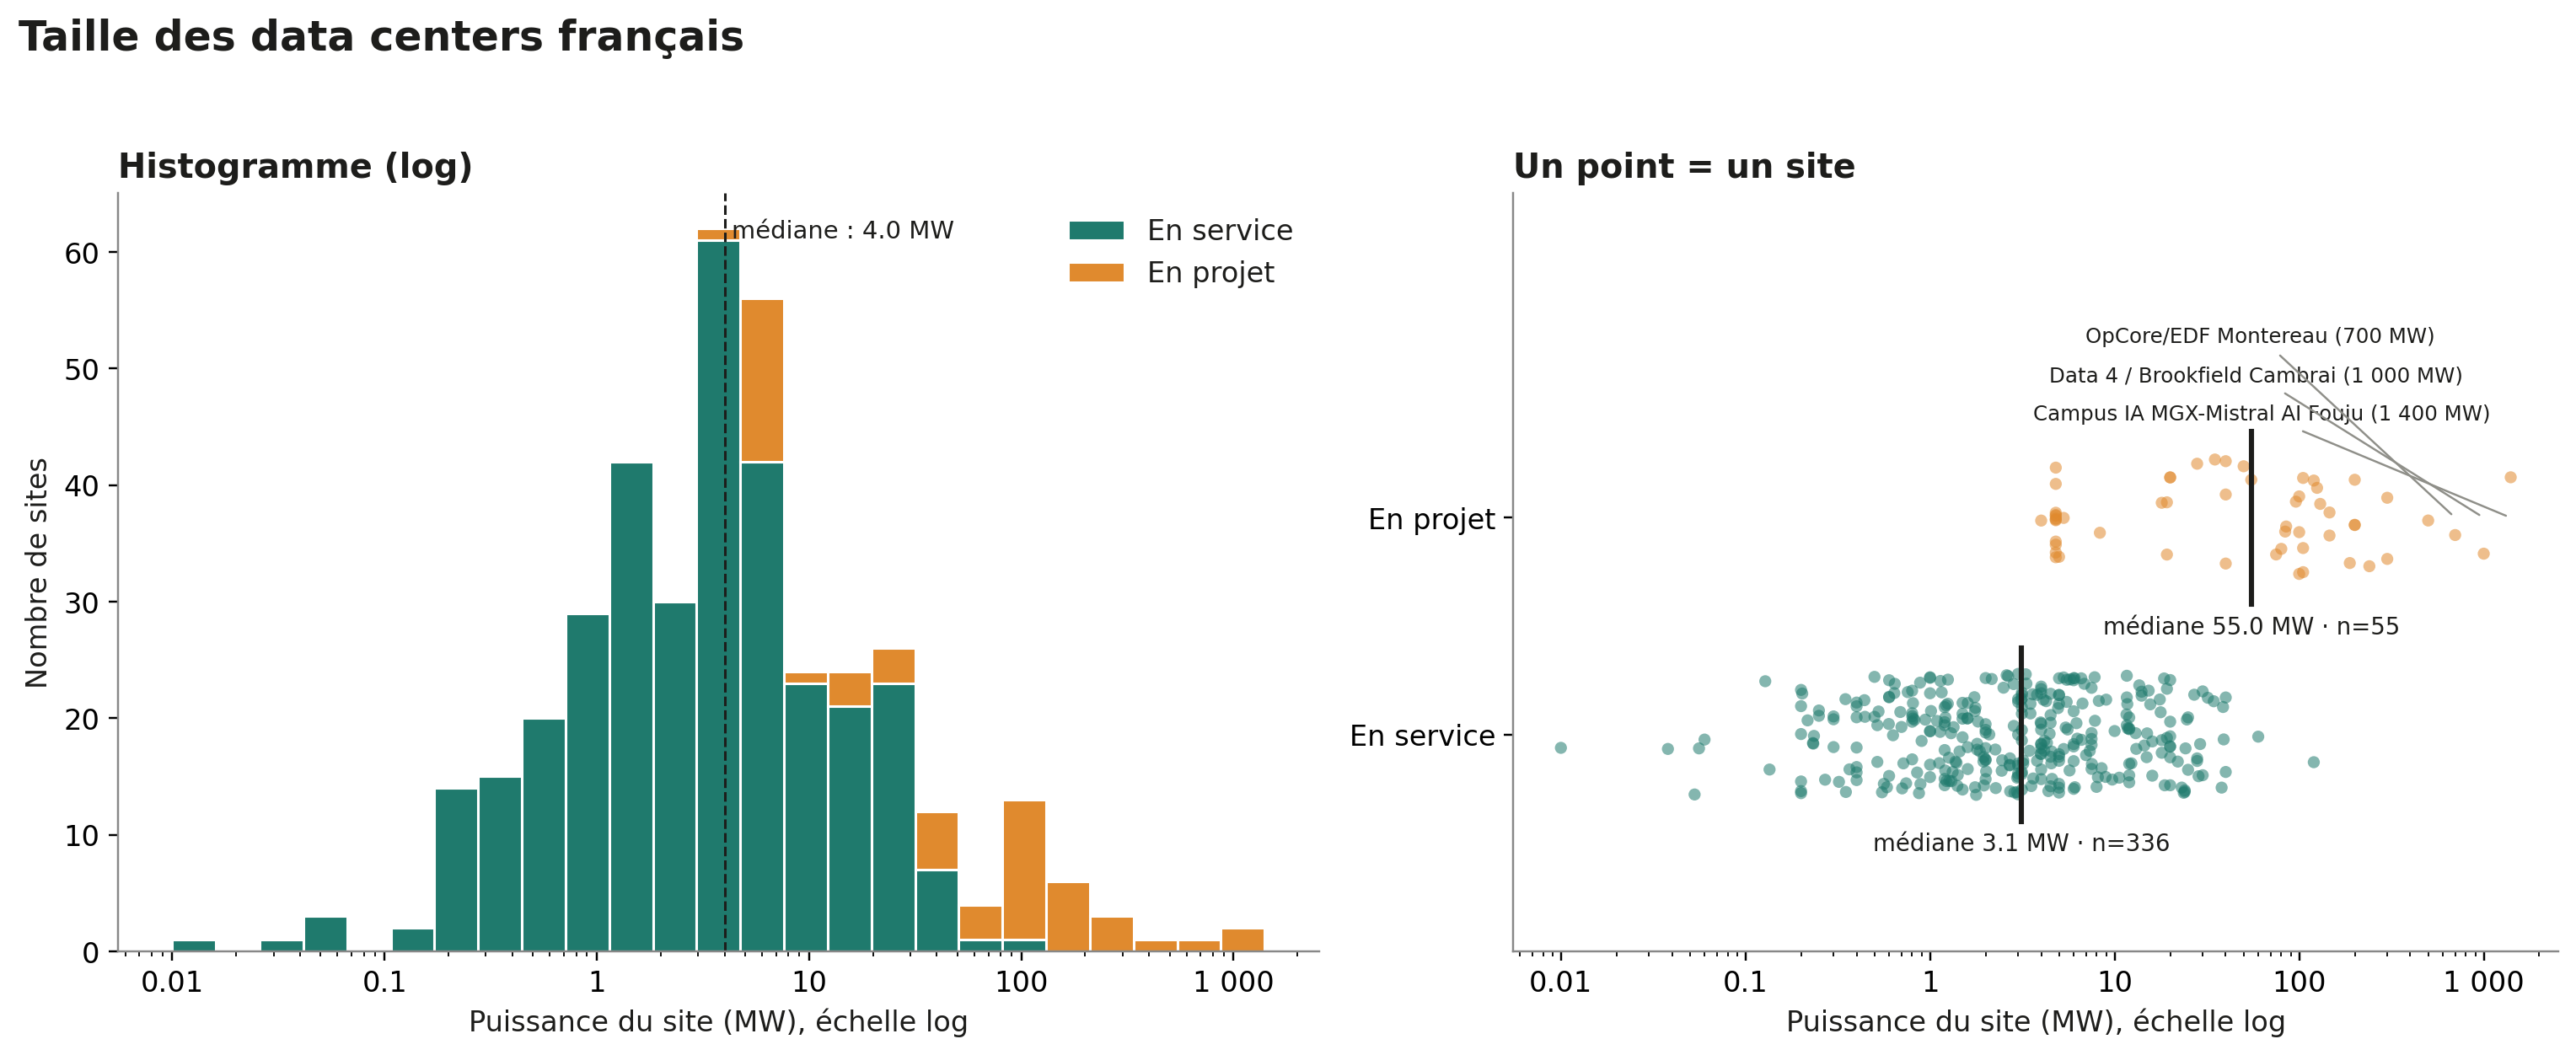 Taille des data centers français
Histogramme (log)
médiane : 4.0 MW
En service
En projet
Nombre de sites
60
50
40
30
20
10
0
0.01 0.1 1 10 100 1 000
Puissance du site (MW), échelle log
Un point = un site
OpCore/EDF Montereau (700 MW)
Data 4 / Brookfield Cambrai (1 000 MW)
Campus IA MGX-Mistral AI Fouju (1 400 MW)
En projet
médiane 55.0 MW · n=55
En service
médiane 3.1 MW · n=336
0.01 0.1 1 10 100 1 000
Puissance du site (MW), échelle log